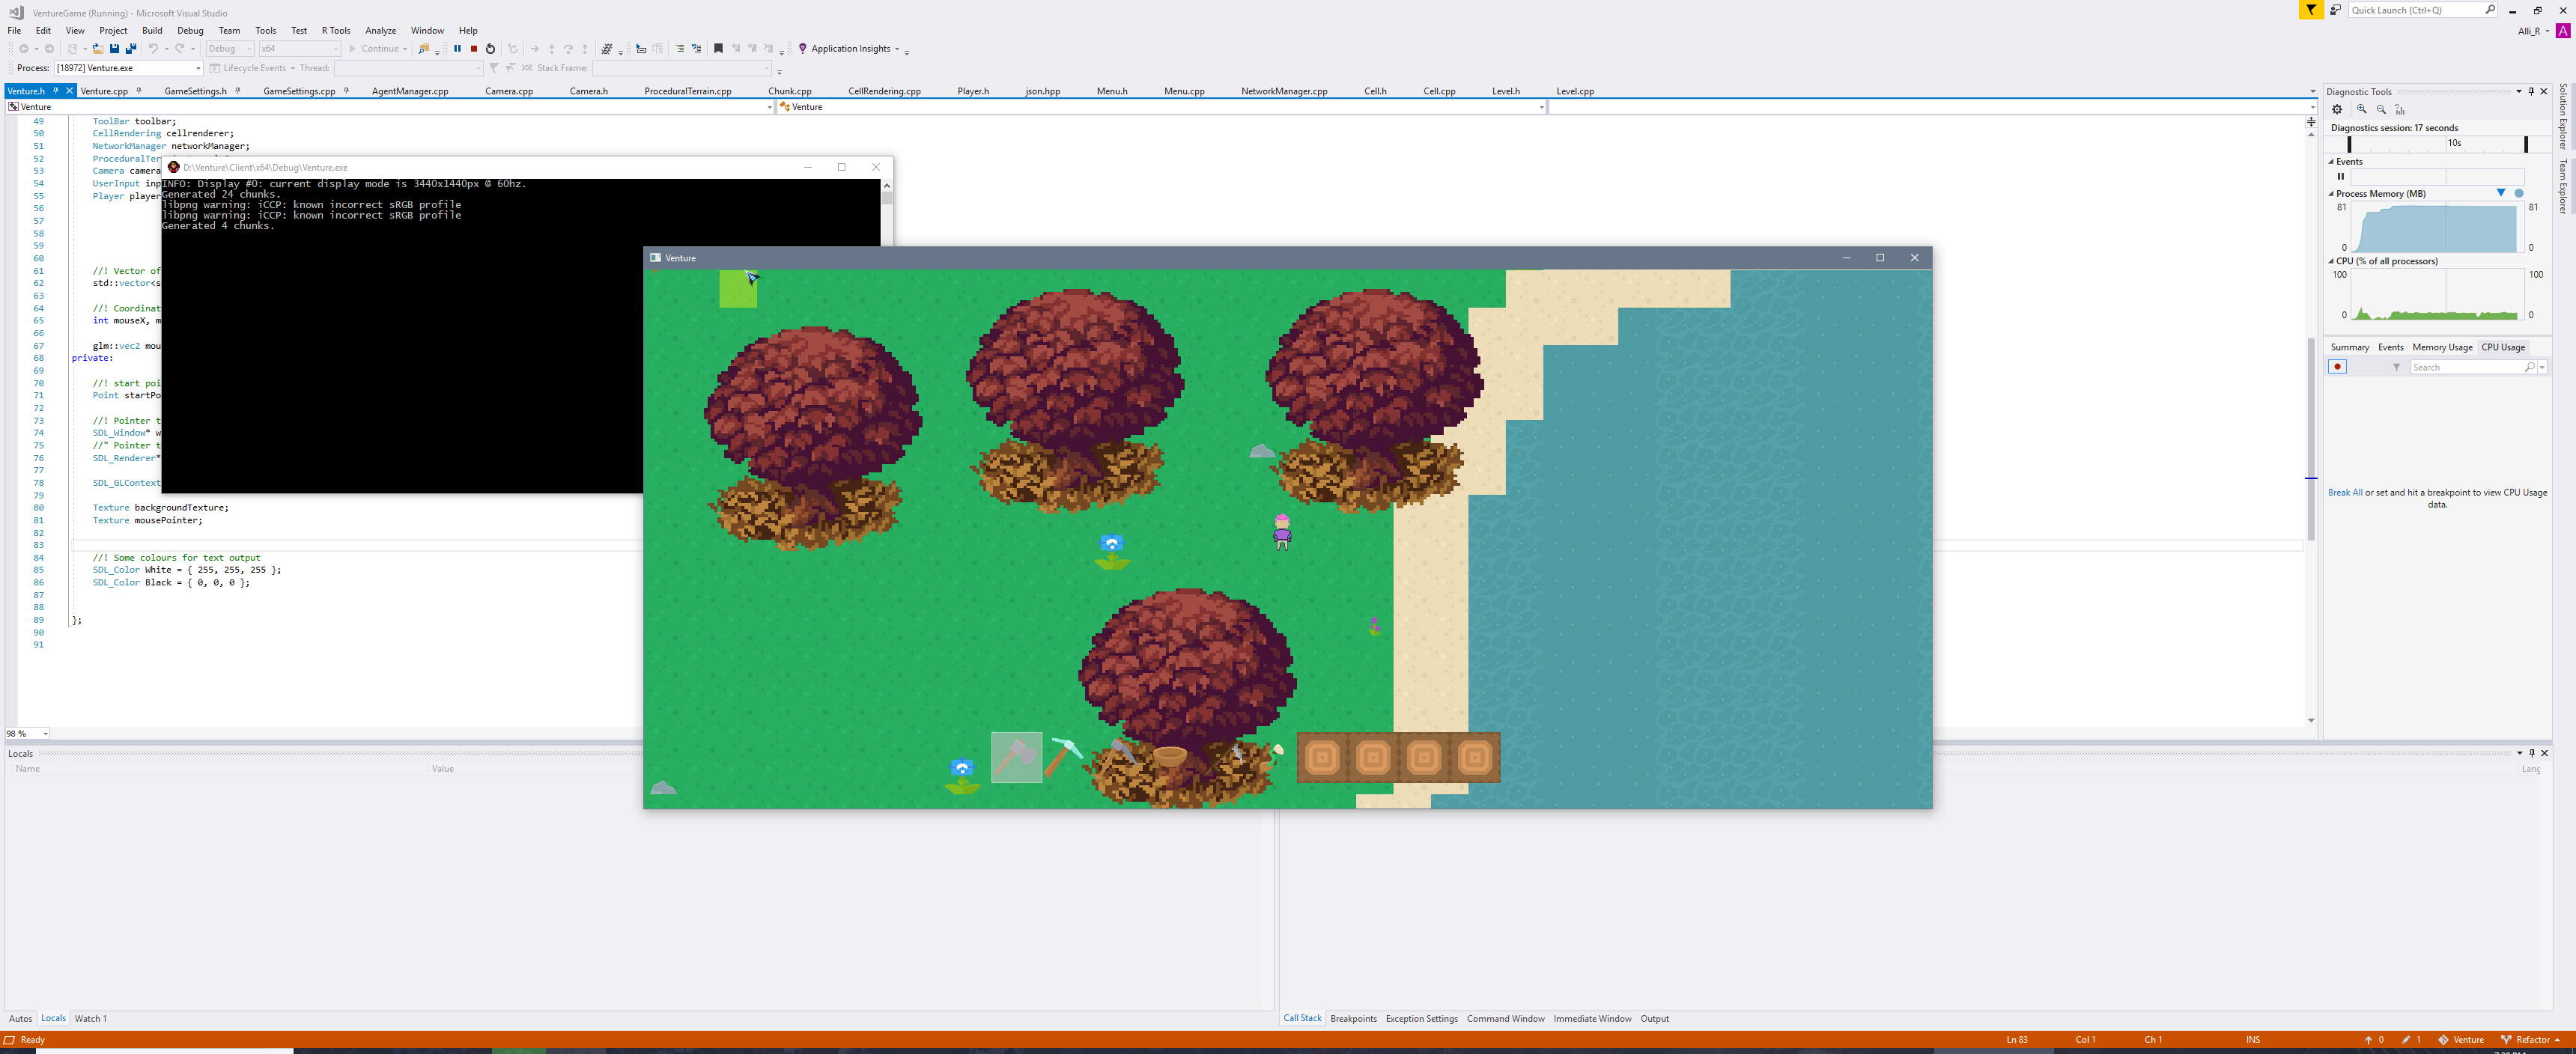 VentureGame (Running) - Microsoft Visual Studio
Quick Launch (Ctrl+Q)
File Edit View Project Build Debug Team Tools Test R Tools Analyze Window Help
Alli_R A
Debug x64 Continue Application Insights
Process: [18972] Venture.exe Lifecycle Events Thread: Stack Frame:
Venture.h Venture.cpp GameSettings.h GameSettings.cpp AgentManager.cpp Camera.cpp Camera.h ProceduralTerrain.cpp Chunk.cpp CellRendering.cpp Player.h json.hpp Menu.h Menu.cpp NetworkManager.cpp Cell.h Cell.cpp Level.h Level.cpp
Venture Venture
49 ToolBar toolbar;
50 CellRendering cellrenderer;
51 NetworkManager networkManager;
52 ProceduralTer
53 Camera camera
54 UserInput inp
55 Player player
56
57
58
59
60
61 //! Vector of
62 std::vector<s
63
64 //! Coordinat
65 int mouseX, m
66
67 glm::vec2 mou
68 private:
69
70 //! start poi
71 Point startPo
72
73 //! Pointer t
74 SDL_Window* w
75 //" Pointer t
76 SDL_Renderer*
77
78 SDL_GLContext
79
80 Texture backgroundTexture;
81 Texture mousePointer;
82
83
84 //! Some colours for text output
85 SDL_Color White = { 255, 255, 255 };
86 SDL_Color Black = { 0, 0, 0 };
87
88
89 };
90
91
98 %
D:\Venture\Client\x64\Debug\Venture.exe
INFO: Display #0: current display mode is 3440x1440px @ 60hz.
Generated 24 chunks.
libpng warning: iCCP: known incorrect sRGB profile
libpng warning: iCCP: known incorrect sRGB profile
Generated 4 chunks.
Venture
Diagnostic Tools
Diagnostics session: 17 seconds
10s
Events
Process Memory (MB)
81 81
0 0
CPU (% of all processors)
100 100
0 0
Summary Events Memory Usage CPU Usage
Search
Break All or set and hit a breakpoint to view CPU Usage
data.
Solution Explorer
Team Explorer
Locals
Name Value
Lang
Autos Locals Watch 1
Call Stack Breakpoints Exception Settings Command Window Immediate Window Output
Ready Ln 83 Col 1 Ch 1 INS 0 1 Venture Refactor